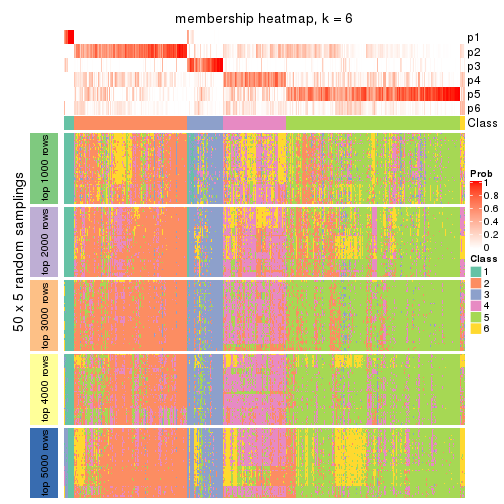 membership heatmap, k = 6
p1
p2
p3
p4
p5
p6
Class
50 x 5 random samplings
top 1000 rows
top 2000 rows
top 3000 rows
top 4000 rows
top 5000 rows
Prob
1
0.8
0.6
0.4
0.2
0
Class
1
2
3
4
5
6